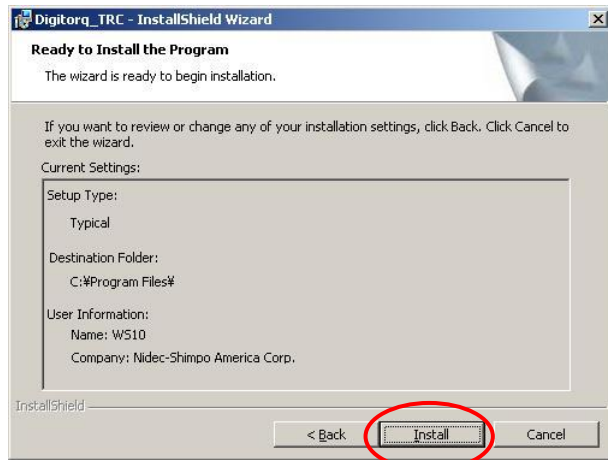 Digitorq_TRC - InstallShield Wizard
Ready to Install the Program
The wizard is ready to begin installation.
If you want to review or change any of your installation settings, click Back. Click Cancel to
exit the wizard.
Current Settings:
Setup Type:
Typical
Destination Folder:
C:¥Program Files¥
User Information:
Name: WS10
Company: Nidec-Shimpo America Corp.
InstallShield
< Back Install Cancel